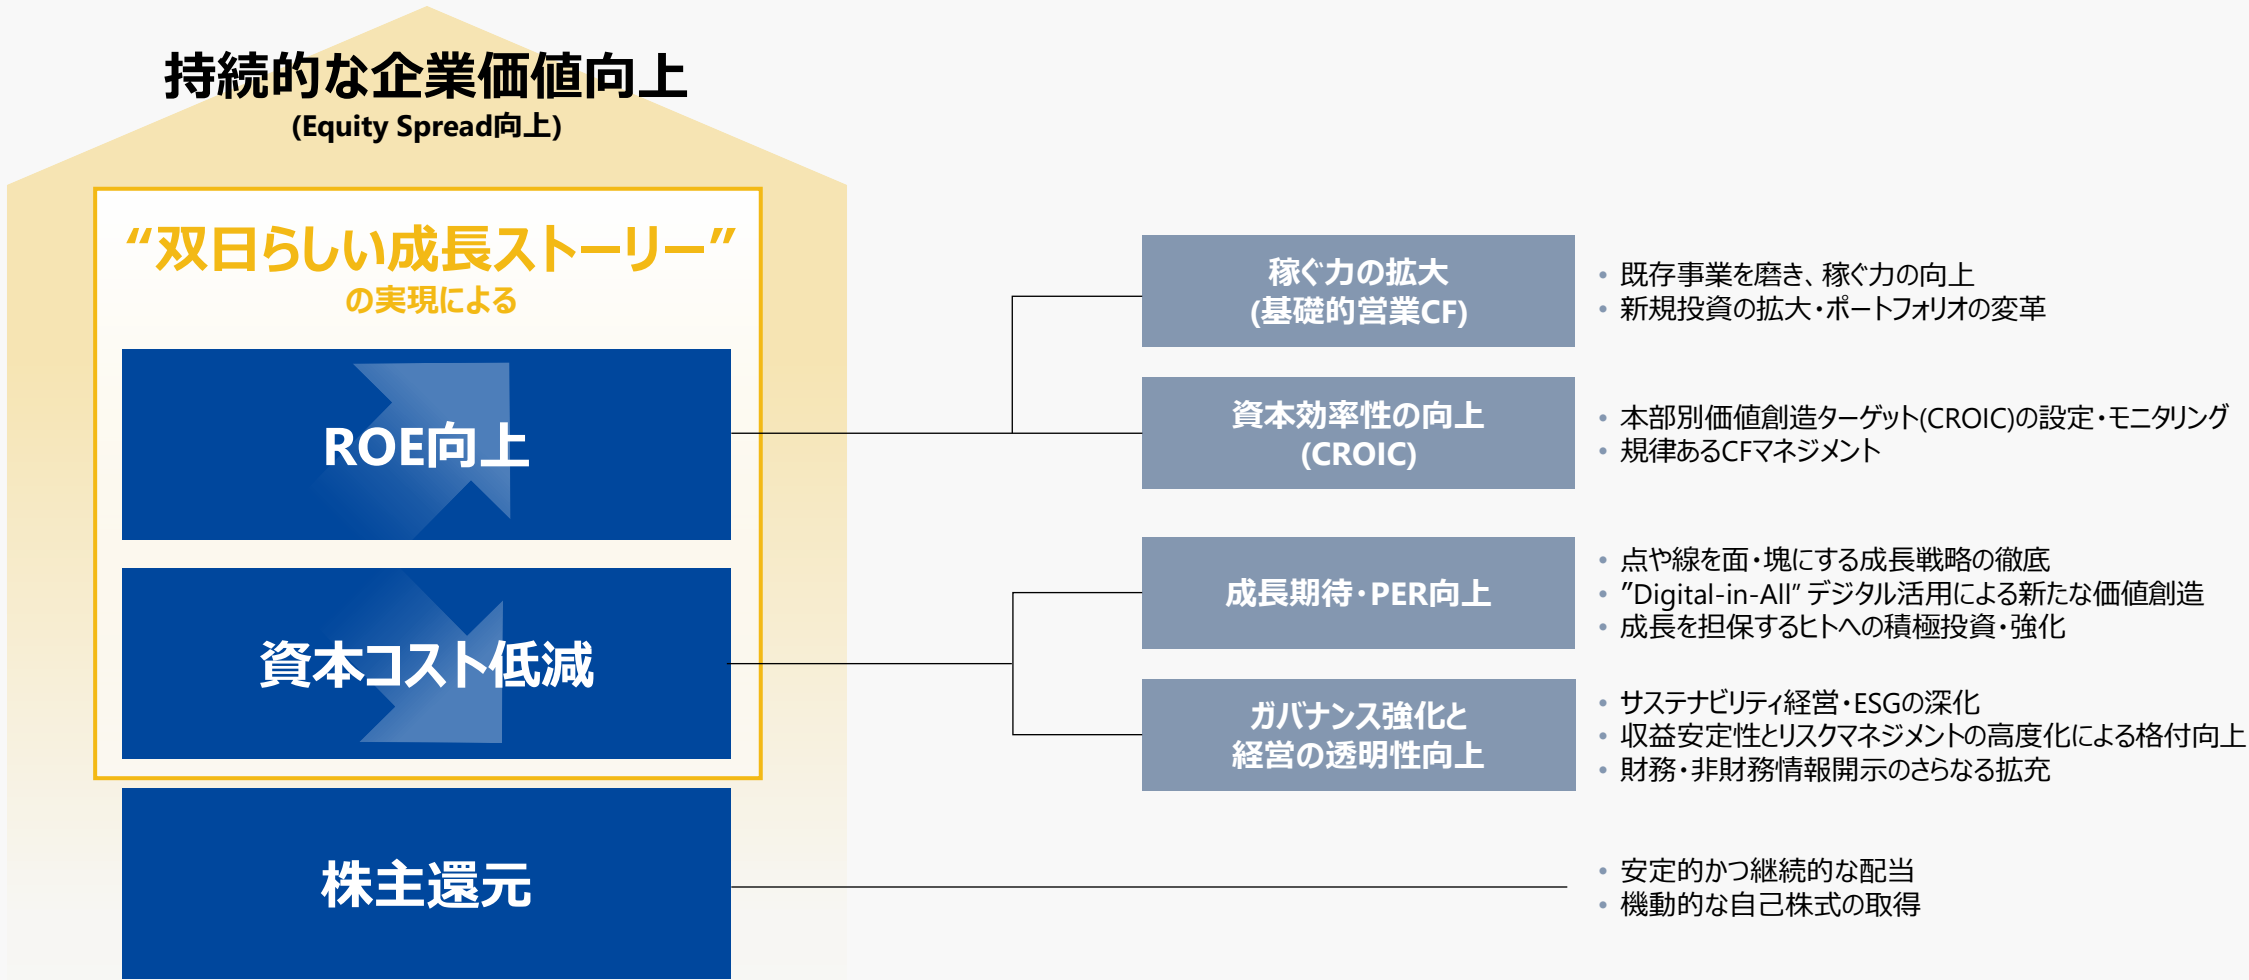 持続的な企業価値向上
(Equity Spread向上)
“双日らしい成長ストーリー”
の実現による
ROE向上
稼ぐ力の拡大
(基礎的営業CF)
• 既存事業を磨き、稼ぐ力の向上
• 新規投資の拡大・ポートフォリオの変革
資本効率性の向上
(CROIC)
• 本部別価値創造ターゲット(CROIC)の設定・モニタリング
• 規律あるCFマネジメント
資本コスト低減
成長期待・PER向上
• 点や線を面・塊にする成長戦略の徹底
• ”Digital-in-All” デジタル活用による新たな価値創造
• 成長を担保するヒトへの積極投資・強化
ガバナンス強化と
経営の透明性向上
• サステナビリティ経営・ESGの深化
• 収益安定性とリスクマネジメントの高度化による格付向上
• 財務・非財務情報開示のさらなる拡充
株主還元
• 安定的かつ継続的な配当
• 機動的な自己株式の取得